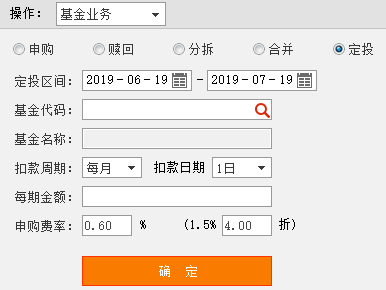 操作： 基金业务
申购 赎回 分拆 合并 定投
定投区间： 2019-06-19 - 2019-07-19
基金代码：
基金名称：
扣款周期： 每月 扣款日期 1日
每期金额：
申购费率： 0.60 % (1.5% 4.00 折)
确 定